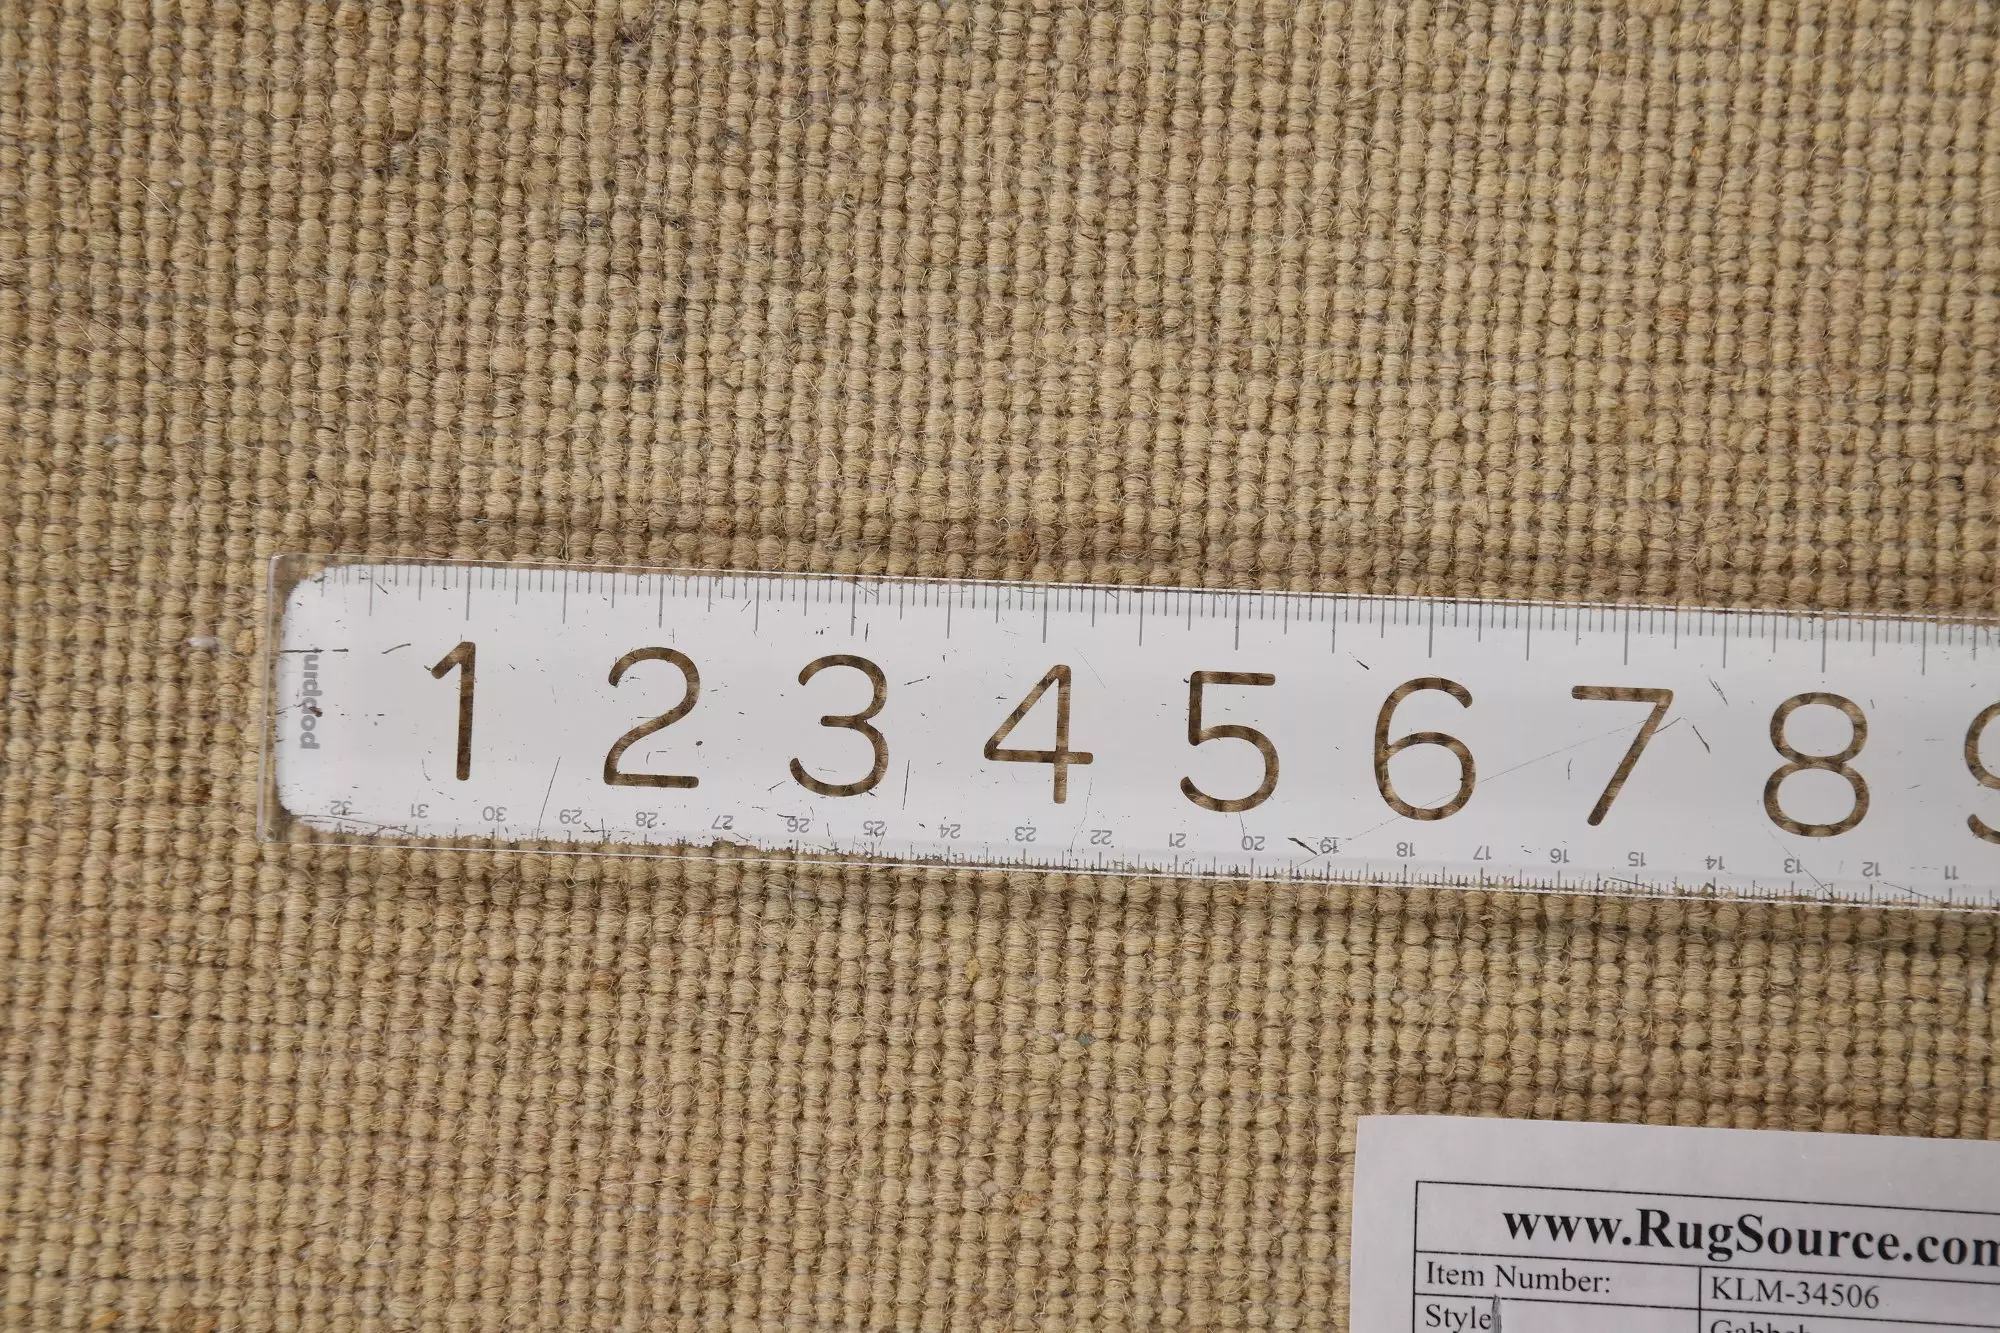 1 2 3 4 5 6 7 8 9
poppin
32 31 30 29 28 27 26 25 24 23 22 21 20 19 18 17 16 15 14 13 12 11
www.RugSource.com
Item Number: KLM-34506
Style